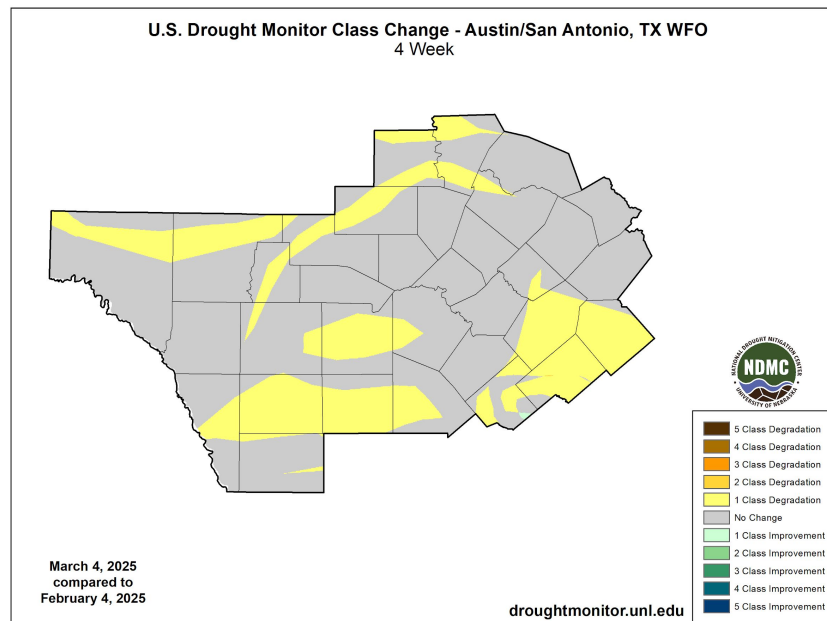 U.S. Drought Monitor Class Change - Austin/San Antonio, TX WFO
4 Week
NATIONAL DROUGHT MITIGATION CENTER
NDMC
UNIVERSITY OF NEBRASKA
5 Class Degradation
4 Class Degradation
3 Class Degradation
2 Class Degradation
1 Class Degradation
No Change
1 Class Improvement
2 Class Improvement
3 Class Improvement
4 Class Improvement
5 Class Improvement
March 4, 2025
compared to
February 4, 2025
droughtmonitor.unl.edu